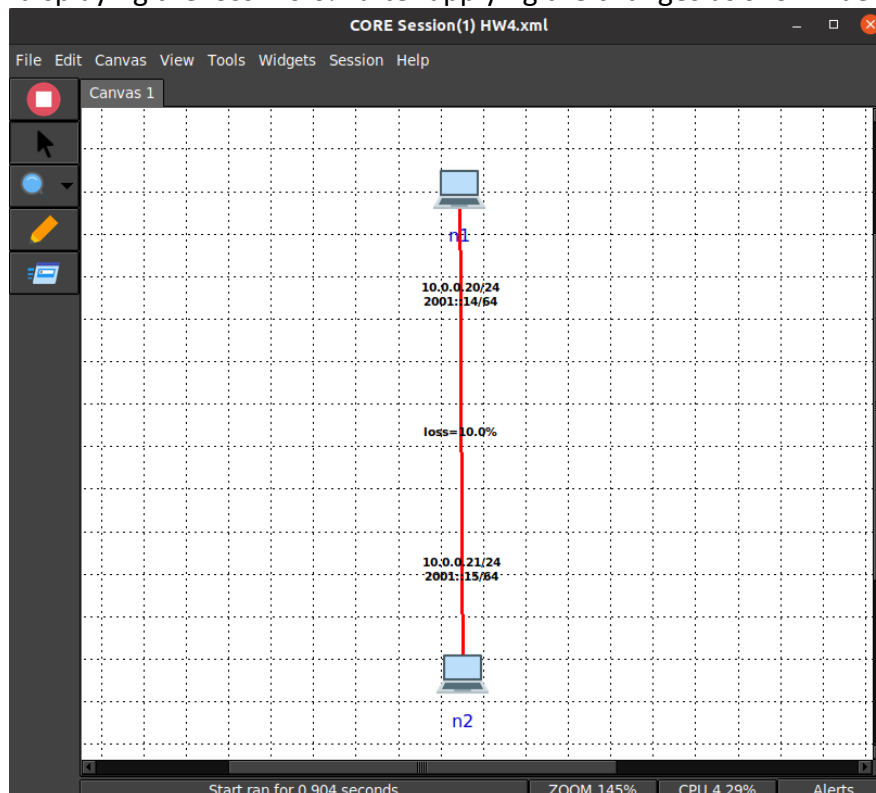 CORE Session(1) HW4.xml
File Edit Canvas View Tools Widgets Session Help
Canvas 1
n1
10.0.0.20/24
2001::14/64
loss=10.0%
10.0.0.21/24
2001::15/64
n2
Start ran for 0.904 seconds ZOOM 145% CPU 4.29% Alerts